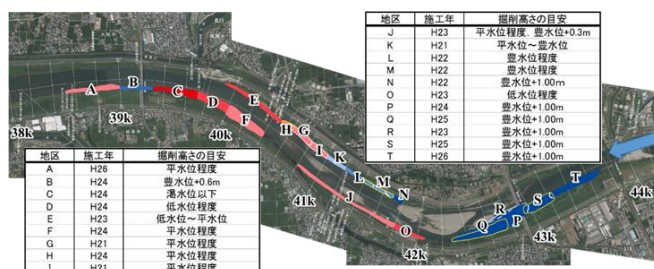 地区 施工年 掘削高さの目安
J H23 平水位程度，豊水位+0.3m
K H21 平水位～豊水位
L H22 豊水位程度
M H22 豊水位程度
N H22 豊水位+1.00m
O H23 低水位程度
P H24 豊水位+1.00m
Q H25 豊水位+1.00m
R H23 豊水位+1.00m
S H25 豊水位+1.00m
T H26 豊水位+1.00m
A B C D E F H G I K L M N J O Q R P S T
38k 39k 40k 41k 42k 43k 44k
地区 施工年 掘削高さの目安
A H26 平水位程度
B H24 豊水位+0.6m
C H24 渇水位以下
D H24 低水位程度
E H23 低水位～平水位
F H24 平水位程度
G H21 平水位程度
H H24 平水位程度
I H21 平水位程度